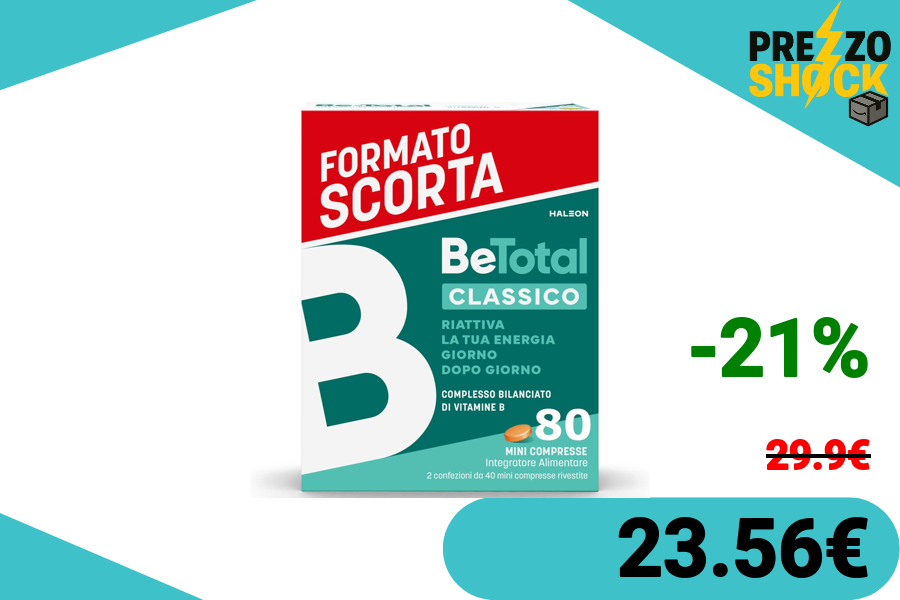 PREZZO
SHOCK
BeTotal
FORMATO
SCORTA
HALEON
BeTotal
CLASSICO
RIATTIVA
LA TUA ENERGIA
GIORNO
DOPO GIORNO
COMPLESSO BILANCIATO
DI VITAMINE B
B
80
MINI COMPRESSE
Integratore Alimentare
2 confezioni da 40 mini compresse rivestite
-21%
29.9€
23.56€